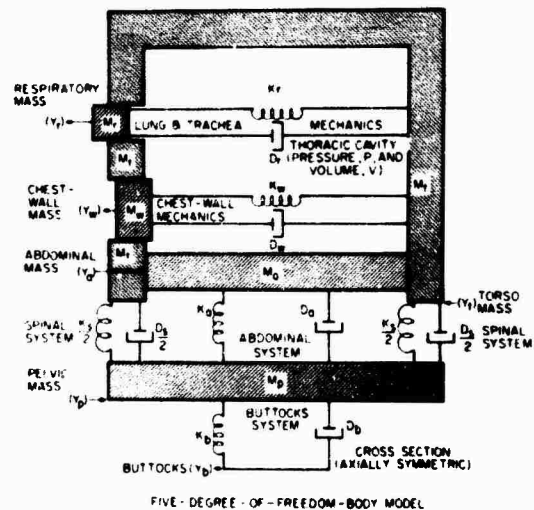 RESPIRATORY
MASS
(Yr)
Mr
Kr
LUNG & TRACHEA
MECHANICS
Dr
THORACIC CAVITY
(PRESSURE, P, AND
VOLUME, V)
Mt
Mt
CHEST-
WALL
MASS
(Yw)
Mw
Kw
CHEST-WALL
MECHANICS
Dw
Mt
ABDOMINAL
MASS
(Ya)
Ma
(Yt)
TORSO
MASS
SPINAL
SYSTEM
Ks/2
Ds/2
Ka
Da
ABDOMINAL
SYSTEM
Ks/2
Ds/2
SPINAL
SYSTEM
PELVIC
MASS
(Yp)
Mp
BUTTOCKS
SYSTEM
Kb
Db
BUTTOCKS (Yb)
CROSS SECTION
(AXIALLY SYMMETRIC)
FIVE-DEGREE-OF-FREEDOM-BODY MODEL